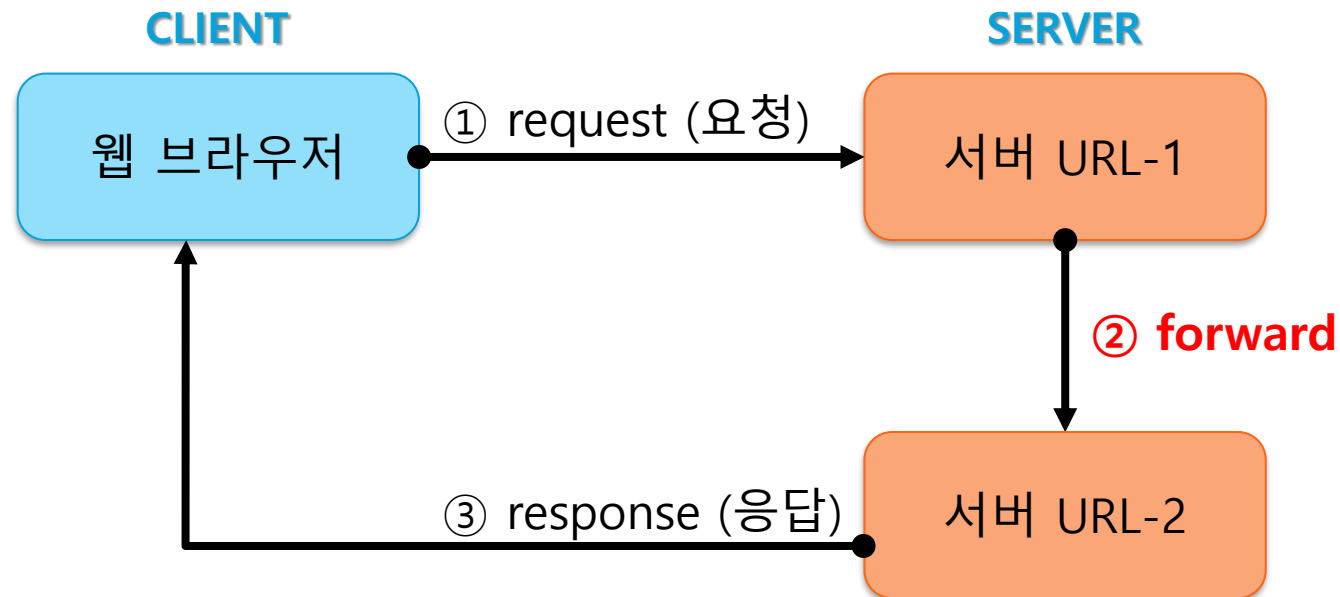 CLIENT
SERVER
웹 브라우저
① request (요청)
서버 URL-1
② forward
③ response (응답)
서버 URL-2